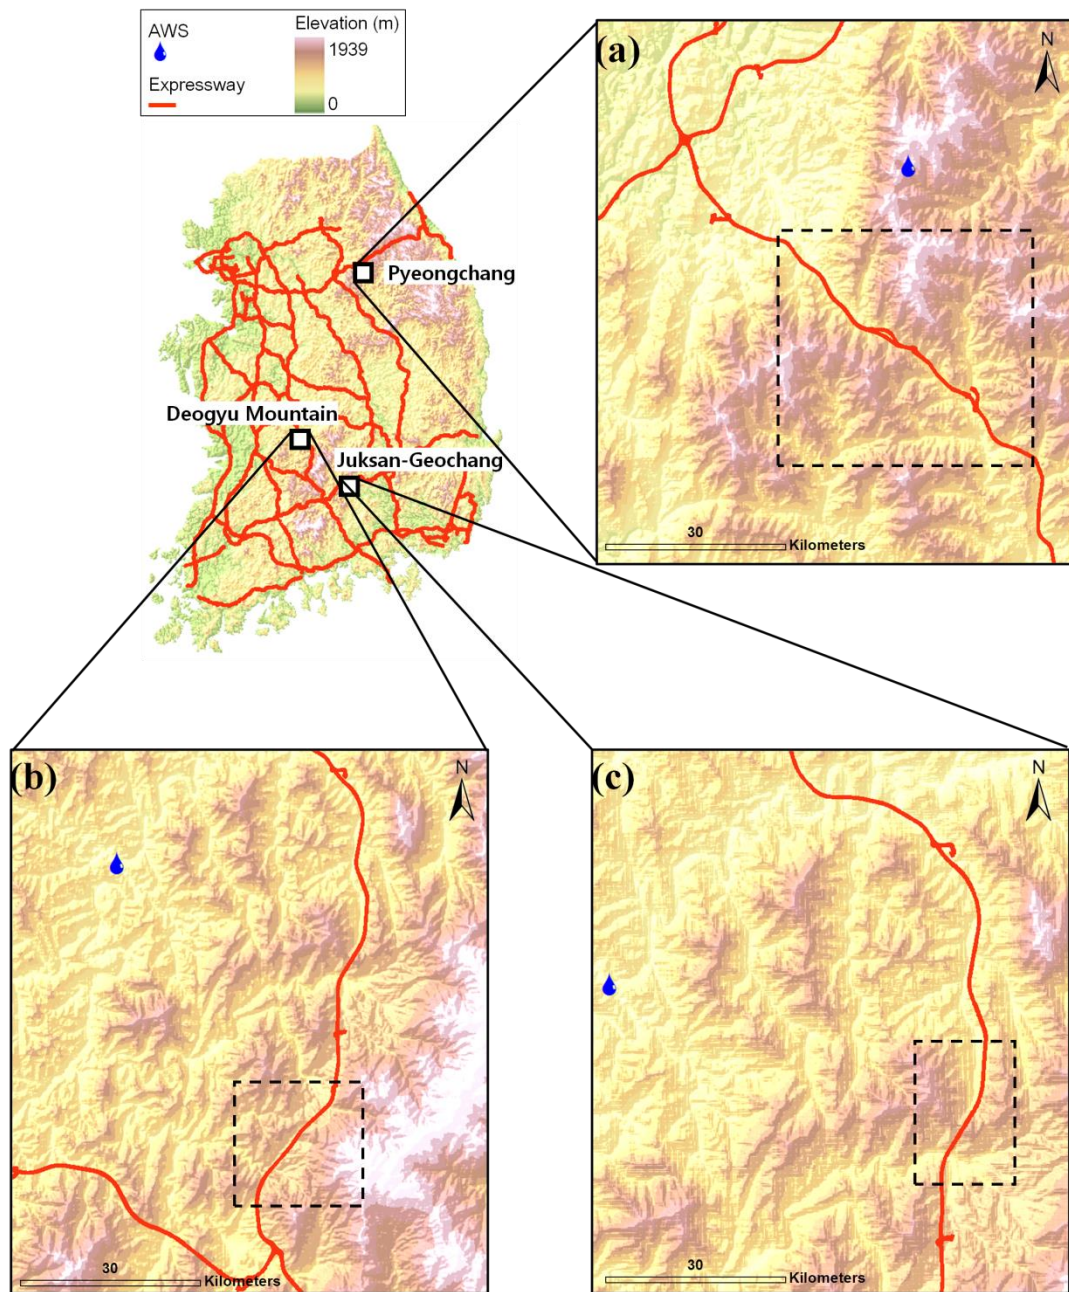 AWS
Expressway
Elevation (m)
1939
0
Pyeongchang
Deogyu Mountain
Juksan-Geochang
(a)
N
30
Kilometers
(b)
N
30
Kilometers
(c)
N
30
Kilometers